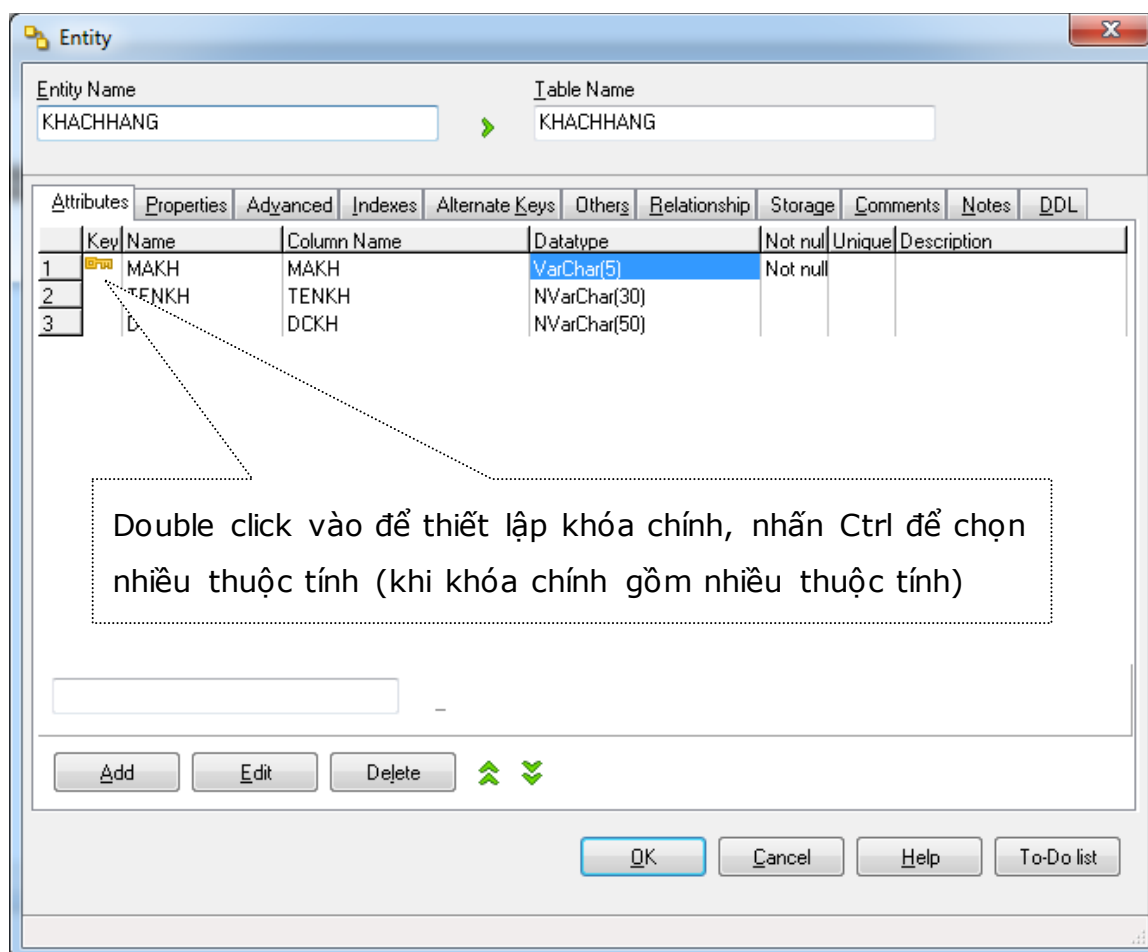 Entity
Entity Name Table Name
KHACHHANG KHACHHANG
Attributes Properties Advanced Indexes Alternate Keys Others Relationship Storage Comments Notes DDL
Key Name Column Name Datatype Not nul Unique Description
1 MAKH MAKH VarChar(5) Not null
2 TENKH TENKH NVarChar(30)
3 D DCKH NVarChar(50)
Double click vào để thiết lập khóa chính, nhấn Ctrl để chọn
nhiều thuộc tính (khi khóa chính gồm nhiều thuộc tính)
Add Edit Delete
OK Cancel Help To-Do list